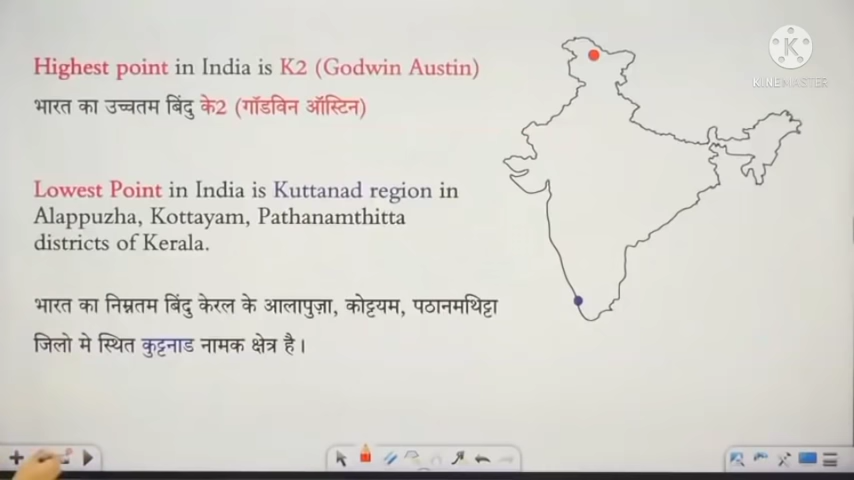 Highest point in India is K2 (Godwin Austin)
भारत का उच्चतम बिंदु के2 (गॉडविन ऑस्टिन)
Lowest Point in India is Kuttanad region in
Alappuzha, Kottayam, Pathanamthitta
districts of Kerala.
भारत का निम्नतम बिंदु केरल के आलापुज़ा, कोट्टयम, पठानमथिट्टा
जिलो मे स्थित कुट्टनाड नामक क्षेत्र है।
K
KINEMASTER